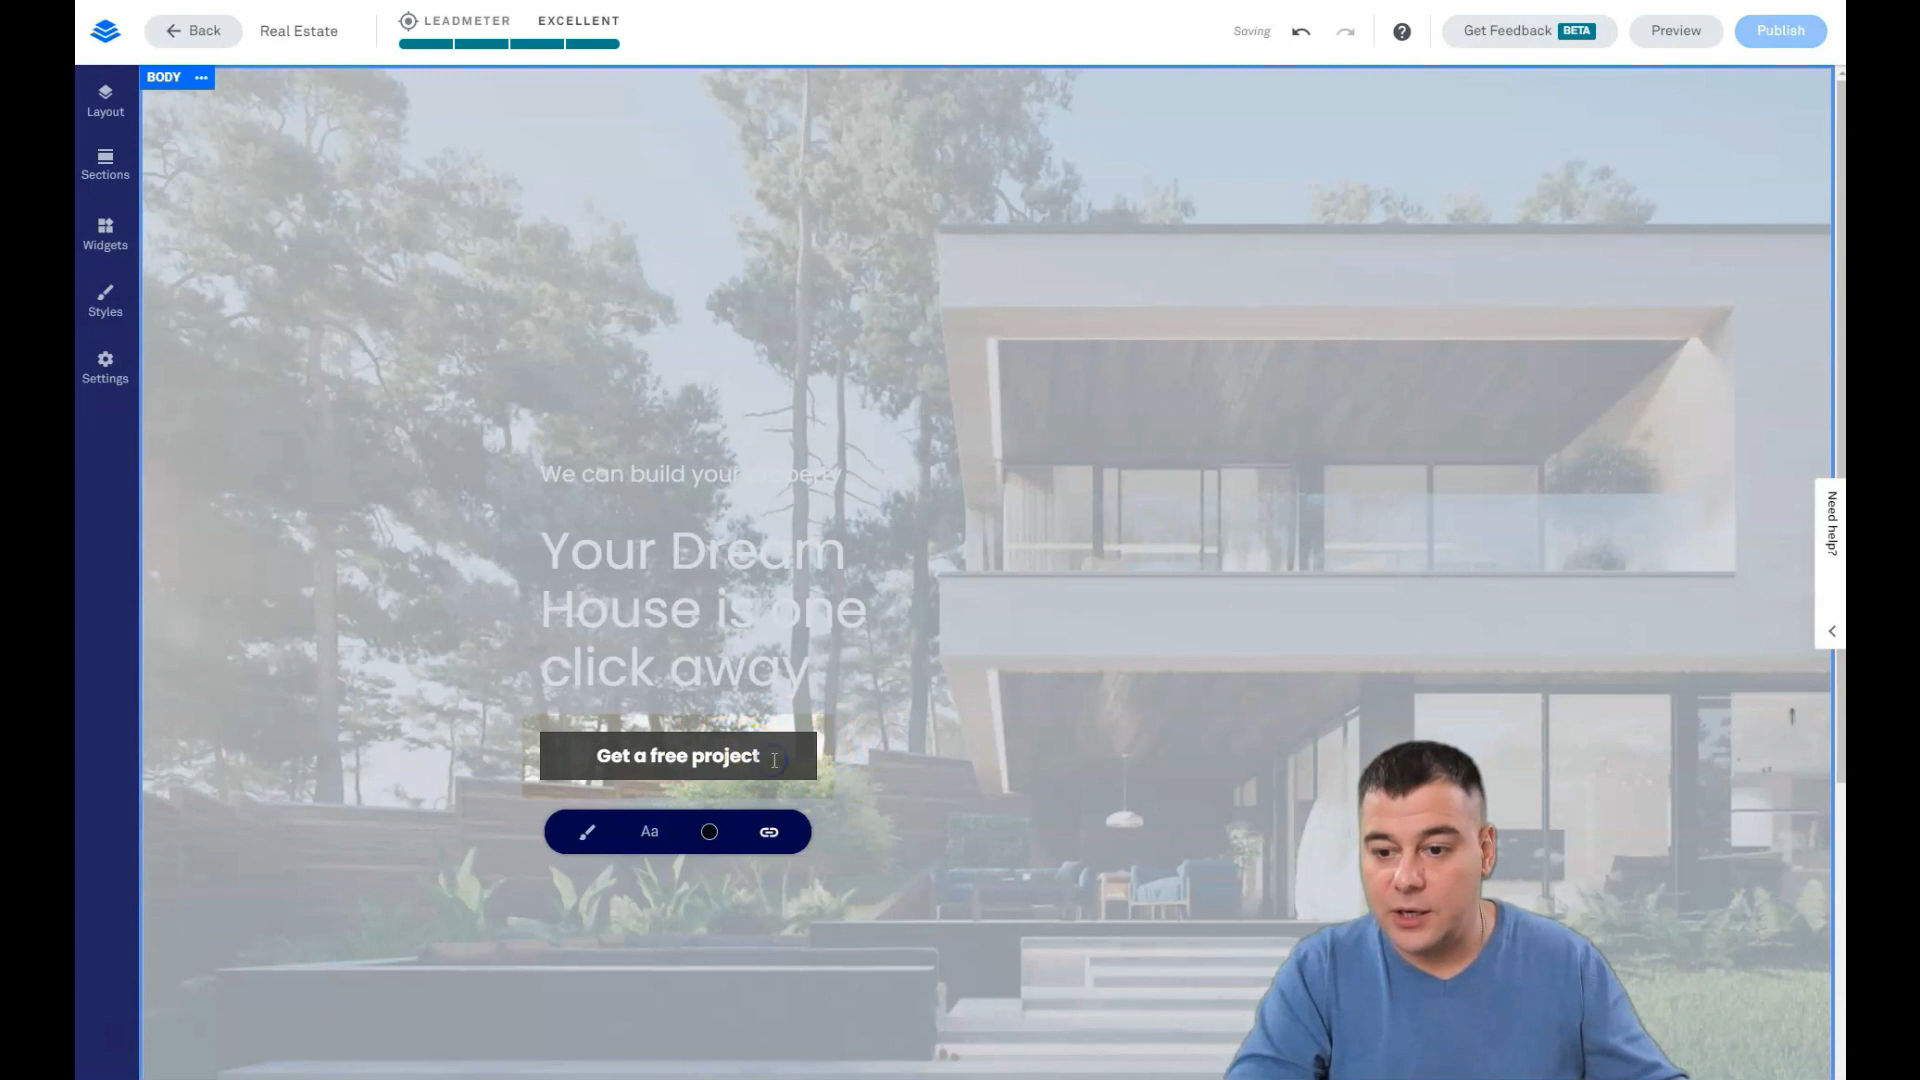 Back
Real Estate
LEADMETER EXCELLENT
Saving
Get Feedback BETA
Preview
Publish
BODY
Layout
Sections
Widgets
Styles
Settings
We can build your property
Your Dream
House is one
click away
Get a free project
Aa
Need help?